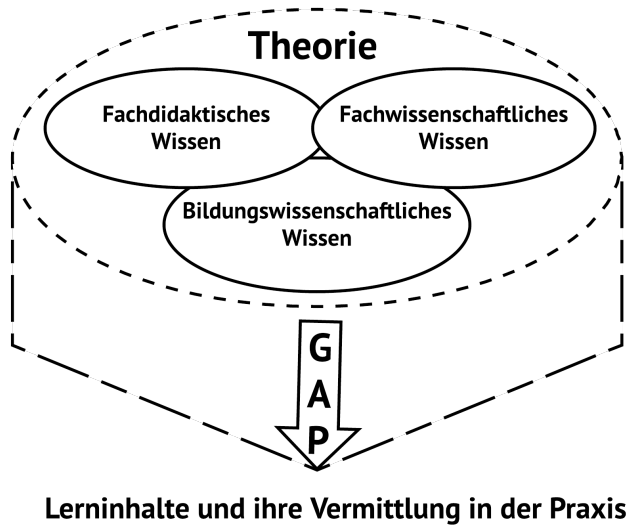 Theorie
Fachdidaktisches
Wissen
Fachwissenschaftliches
Wissen
Bildungswissenschaftliches
Wissen
G
A
P
Lerninhalte und ihre Vermittlung in der Praxis